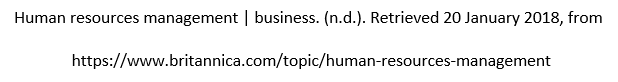 Human resources management | business. (n.d.). Retrieved 20 January 2018, from
https://www.britannica.com/topic/human-resources-management